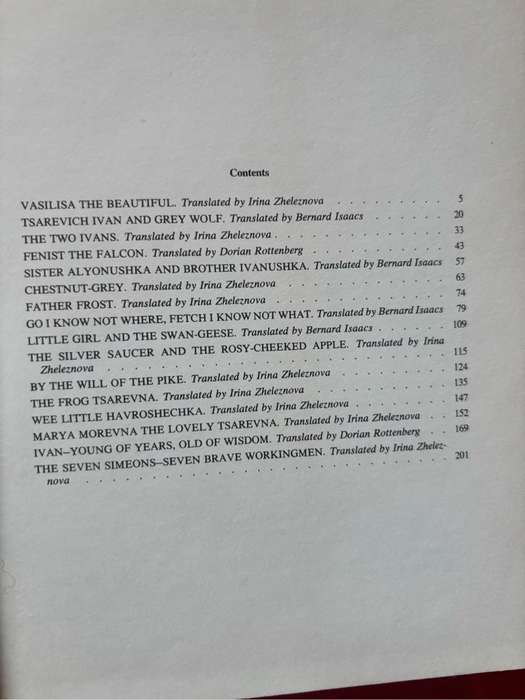 Contents
VASILISA THE BEAUTIFUL. Translated by Irina Zheleznova . . . . . . . . . 5
TSAREVICH IVAN AND GREY WOLF. Translated by Bernard Isaacs . . . . . . 20
THE TWO IVANS. Translated by Irina Zheleznova . . . . . . . . . . . . . 33
FENIST THE FALCON. Translated by Dorian Rottenberg . . . . . . . . . . 43
SISTER ALYONUSHKA AND BROTHER IVANUSHKA. Translated by Bernard Isaacs 57
CHESTNUT-GREY. Translated by Irina Zheleznova . . . . . . . . . . . . . 63
FATHER FROST. Translated by Irina Zheleznova . . . . . . . . . . . . . 74
GO I KNOW NOT WHERE, FETCH I KNOW NOT WHAT. Translated by Bernard Isaacs 79
LITTLE GIRL AND THE SWAN-GEESE. Translated by Bernard Isaacs . . . . . . 109
THE SILVER SAUCER AND THE ROSY-CHEEKED APPLE. Translated by Irina
Zheleznova . . . . . . . . . . . . . . . . . . . . . . . . . . 115
BY THE WILL OF THE PIKE. Translated by Irina Zheleznova . . . . . . . . 124
THE FROG TSAREVNA. Translated by Irina Zheleznova . . . . . . . . . . . 135
WEE LITTLE HAVROSHECHKA. Translated by Irina Zheleznova . . . . . . . . 147
MARYA MOREVNA THE LOVELY TSAREVNA. Translated by Irina Zheleznova . . 152
IVAN—YOUNG OF YEARS, OLD OF WISDOM. Translated by Dorian Rottenberg . . 169
THE SEVEN SIMEONS—SEVEN BRAVE WORKINGMEN. Translated by Irina Zhelez-
nova . . . . . . . . . . . . . . . . . . . . . . . . . . . . . 201